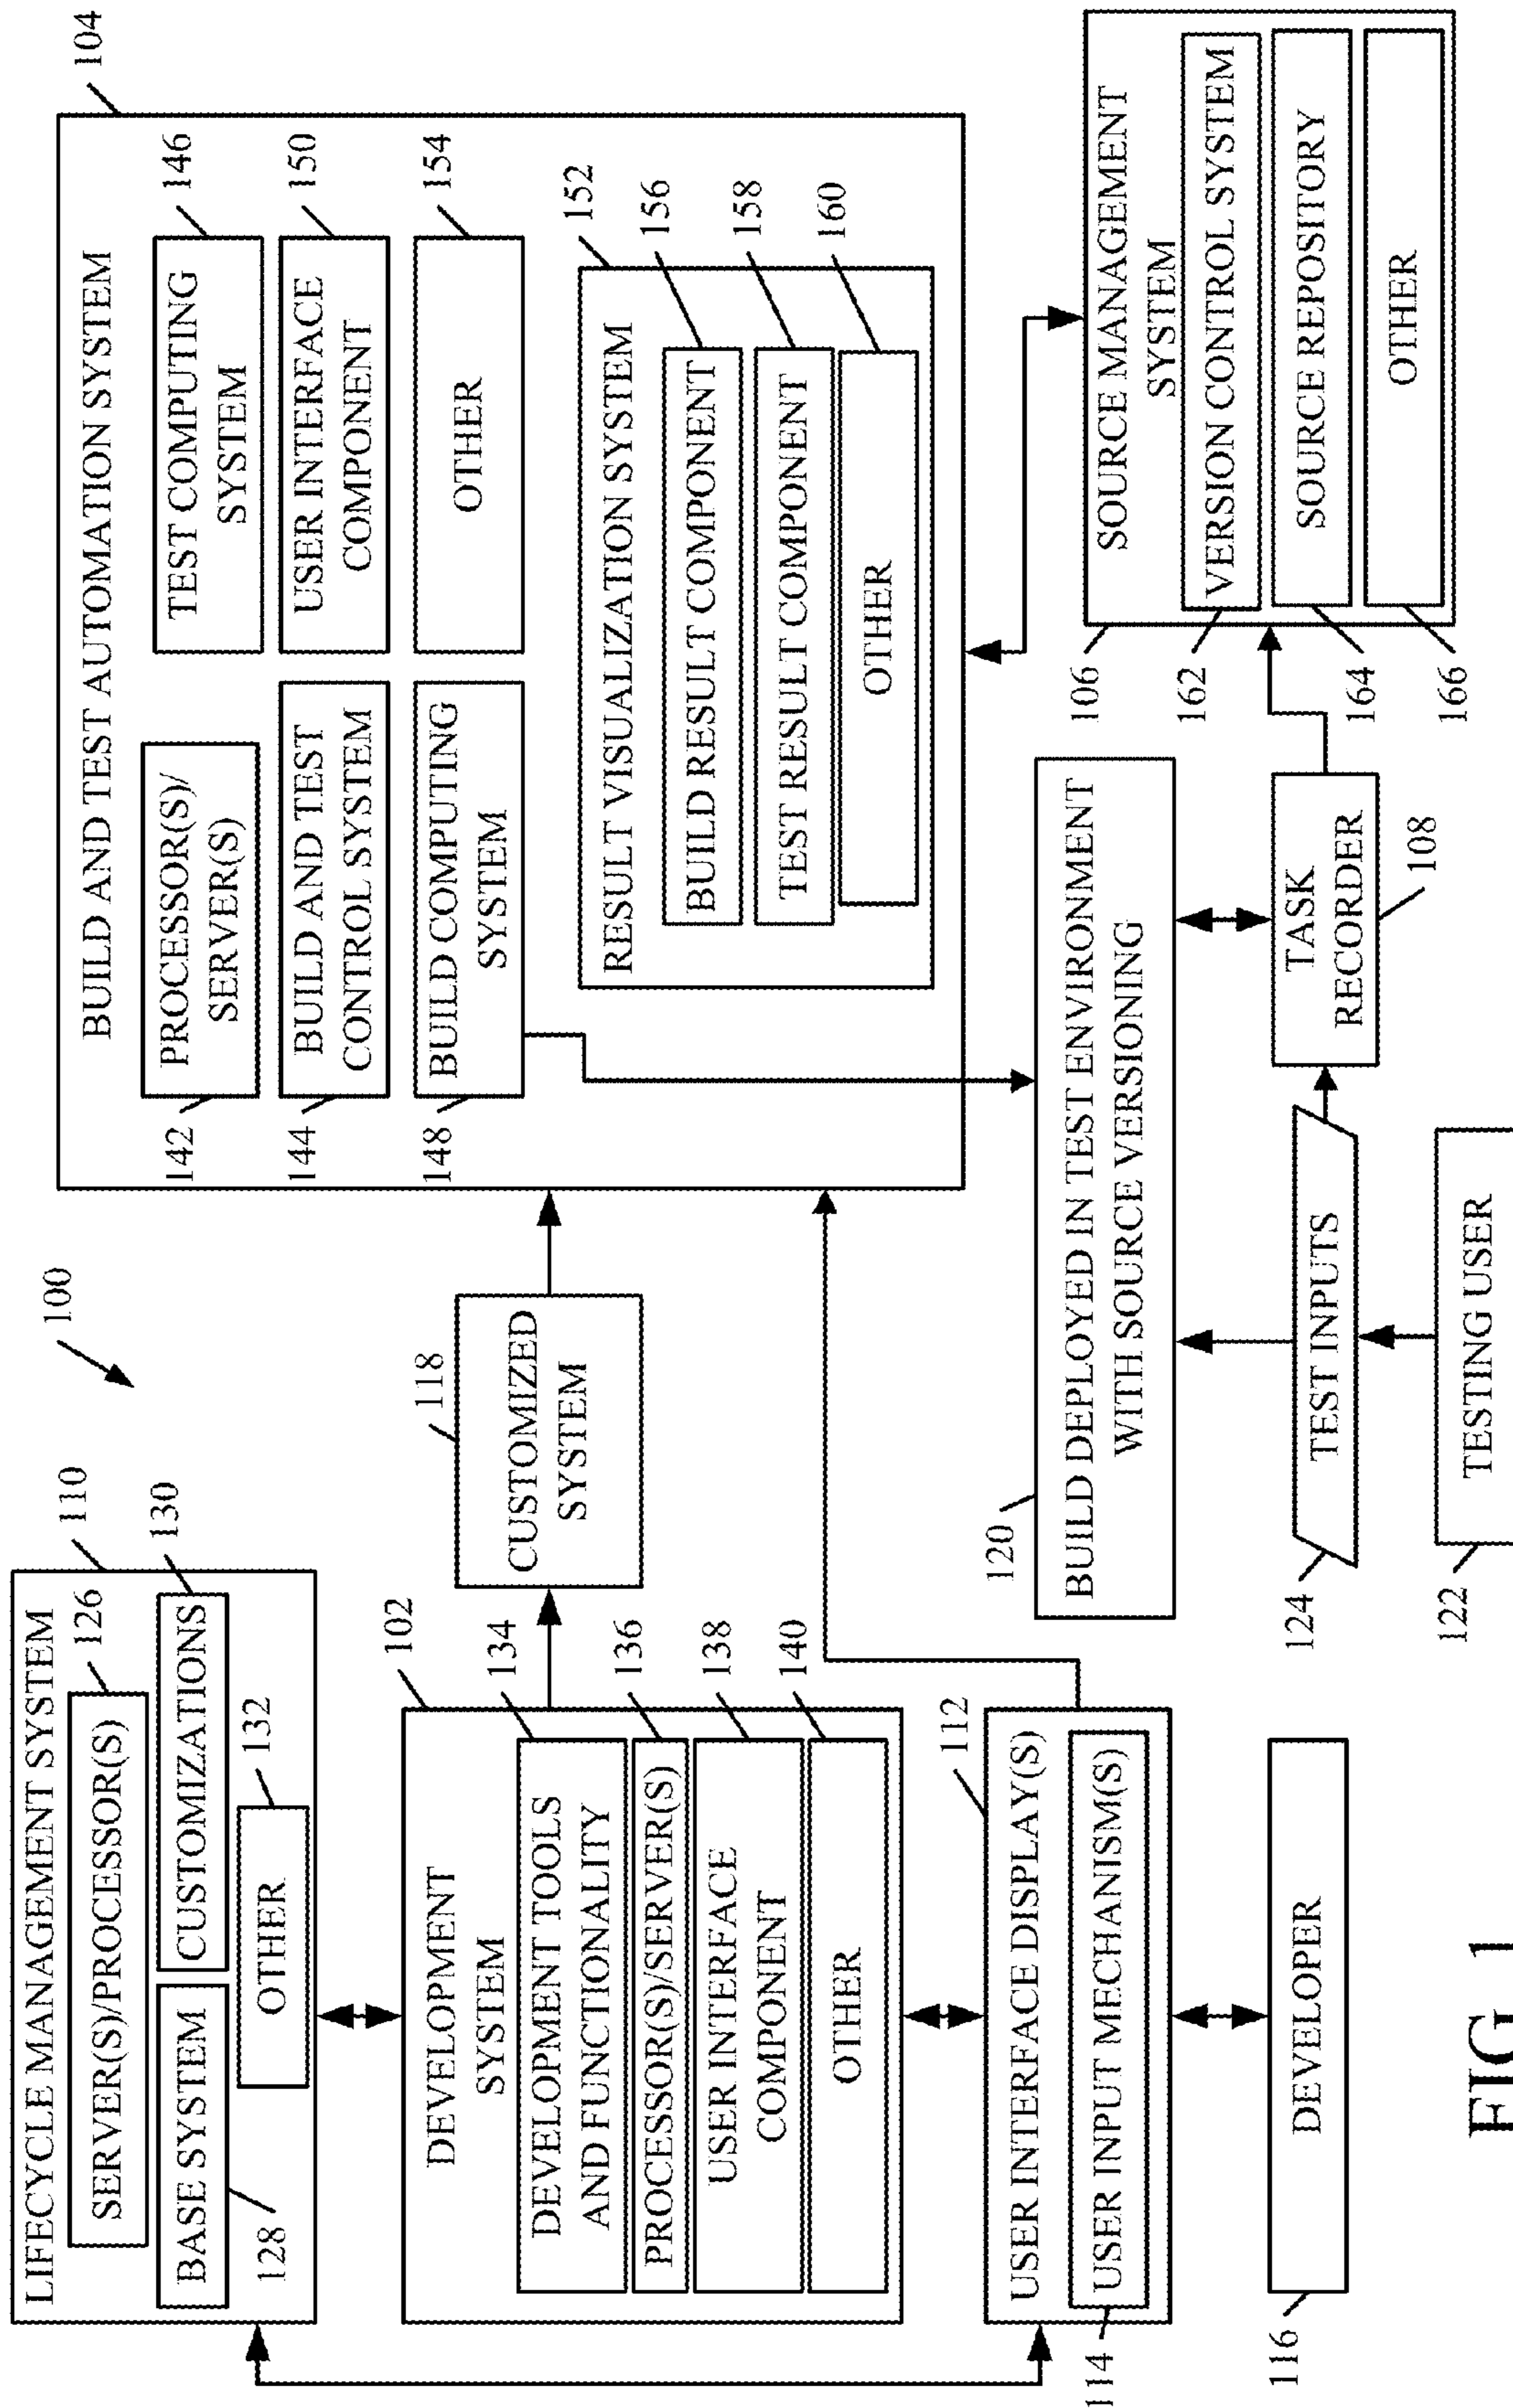 100
LIFECYCLE MANAGEMENT SYSTEM
110
SERVER(S)/PROCESSOR(S)
126
BASE SYSTEM
128
CUSTOMIZATIONS
130
OTHER
132
DEVELOPMENT
SYSTEM
102
DEVELOPMENT TOOLS
AND FUNCTIONALITY
134
PROCESSOR(S)/SERVER(S)
136
USER INTERFACE
COMPONENT
138
OTHER
140
USER INTERFACE DISPLAY(S)
112
USER INPUT MECHANISM(S)
114
DEVELOPER
116
CUSTOMIZED
SYSTEM
118
BUILD AND TEST AUTOMATION SYSTEM
104
PROCESSOR(S)/
SERVER(S)
142
TEST COMPUTING
SYSTEM
146
BUILD AND TEST
CONTROL SYSTEM
144
USER INTERFACE
COMPONENT
150
BUILD COMPUTING
SYSTEM
148
OTHER
154
RESULT VISUALIZATION SYSTEM
152
BUILD RESULT COMPONENT
156
TEST RESULT COMPONENT
158
OTHER
160
BUILD DEPLOYED IN TEST ENVIRONMENT
WITH SOURCE VERSIONING
120
TEST INPUTS
124
TESTING USER
122
TASK
RECORDER
108
SOURCE MANAGEMENT
SYSTEM
106
VERSION CONTROL SYSTEM
162
SOURCE REPOSITORY
164
OTHER
166
FIG. 1